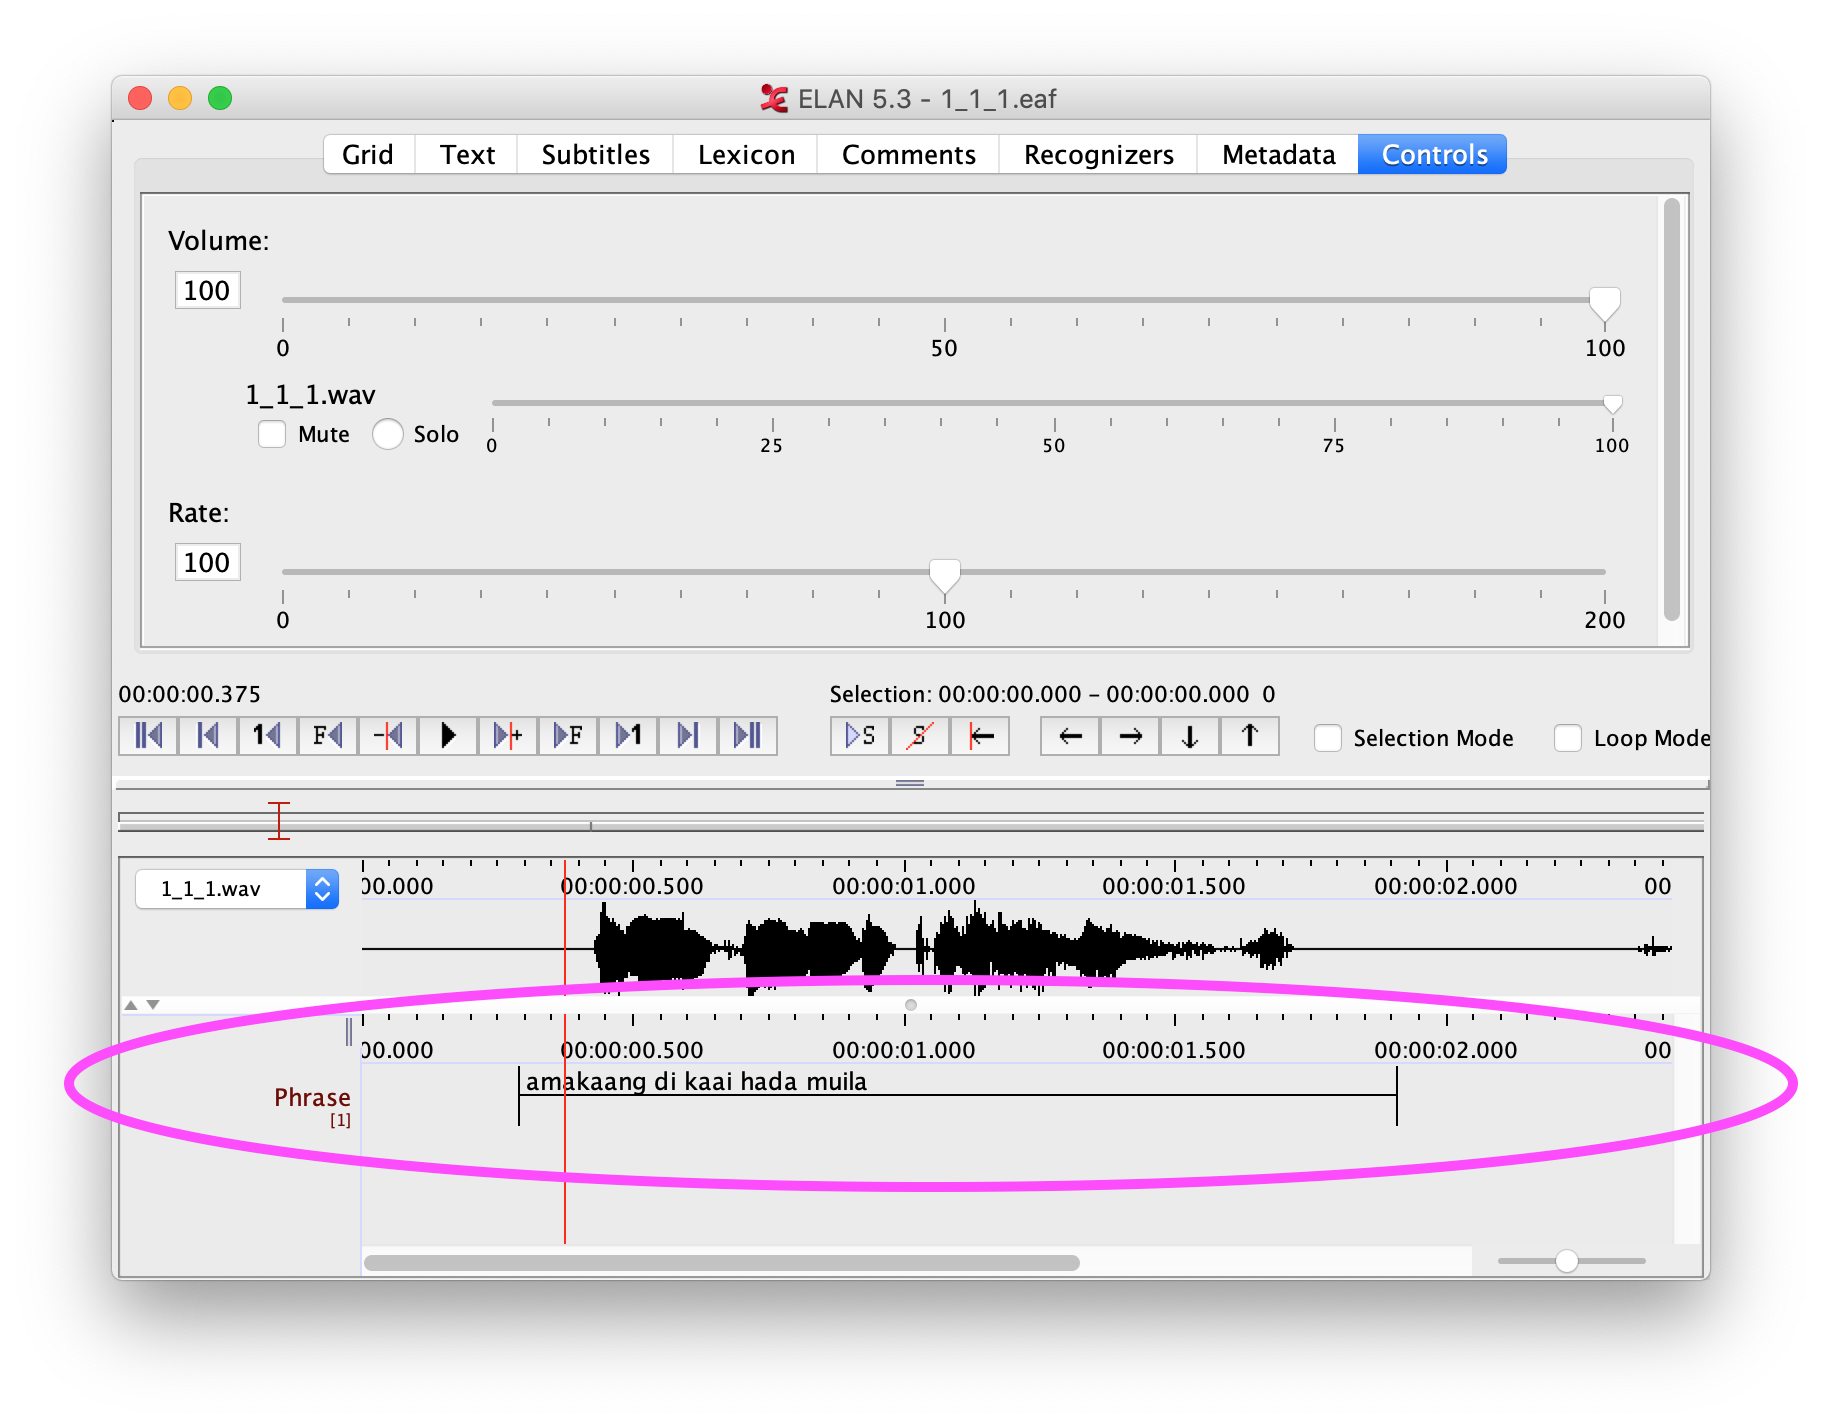 ELAN 5.3 - 1_1_1.eaf
Grid Text Subtitles Lexicon Comments Recognizers Metadata Controls
Volume:
100
0 50 100
1_1_1.wav
Mute Solo
0 25 50 75 100
Rate:
100
0 100 200
00:00:00.375
Selection: 00:00:00.000 – 00:00:00.000 0
1 F - + F 1 S S Selection Mode Loop Mode
1_1_1.wav
00.000 00:00:00.500 00:00:01.000 00:00:01.500 00:00:02.000 00
00.000 00:00:00.500 00:00:01.000 00:00:01.500 00:00:02.000 00
amakaang di kaai hada muila
Phrase
[1]